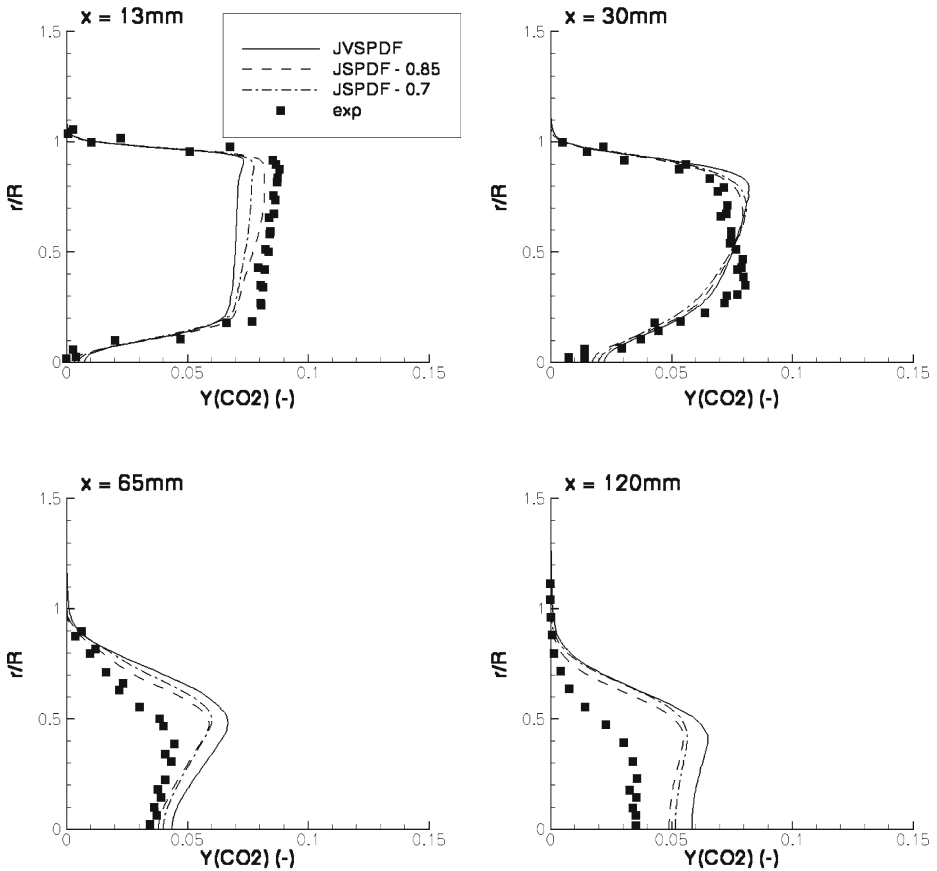 x = 13mm
1.5
1
0.5
0
r/R
0 0.05 0.1 0.15
Y(CO2) (-)
JVSPDF
JSPDF - 0.85
JSPDF - 0.7
exp
x = 30mm
1.5
1
0.5
0
r/R
0 0.05 0.1 0.15
Y(CO2) (-)
x = 65mm
1.5
1
0.5
0
r/R
0 0.05 0.1 0.15
Y(CO2) (-)
x = 120mm
1.5
1
0.5
0
r/R
0 0.05 0.1 0.15
Y(CO2) (-)